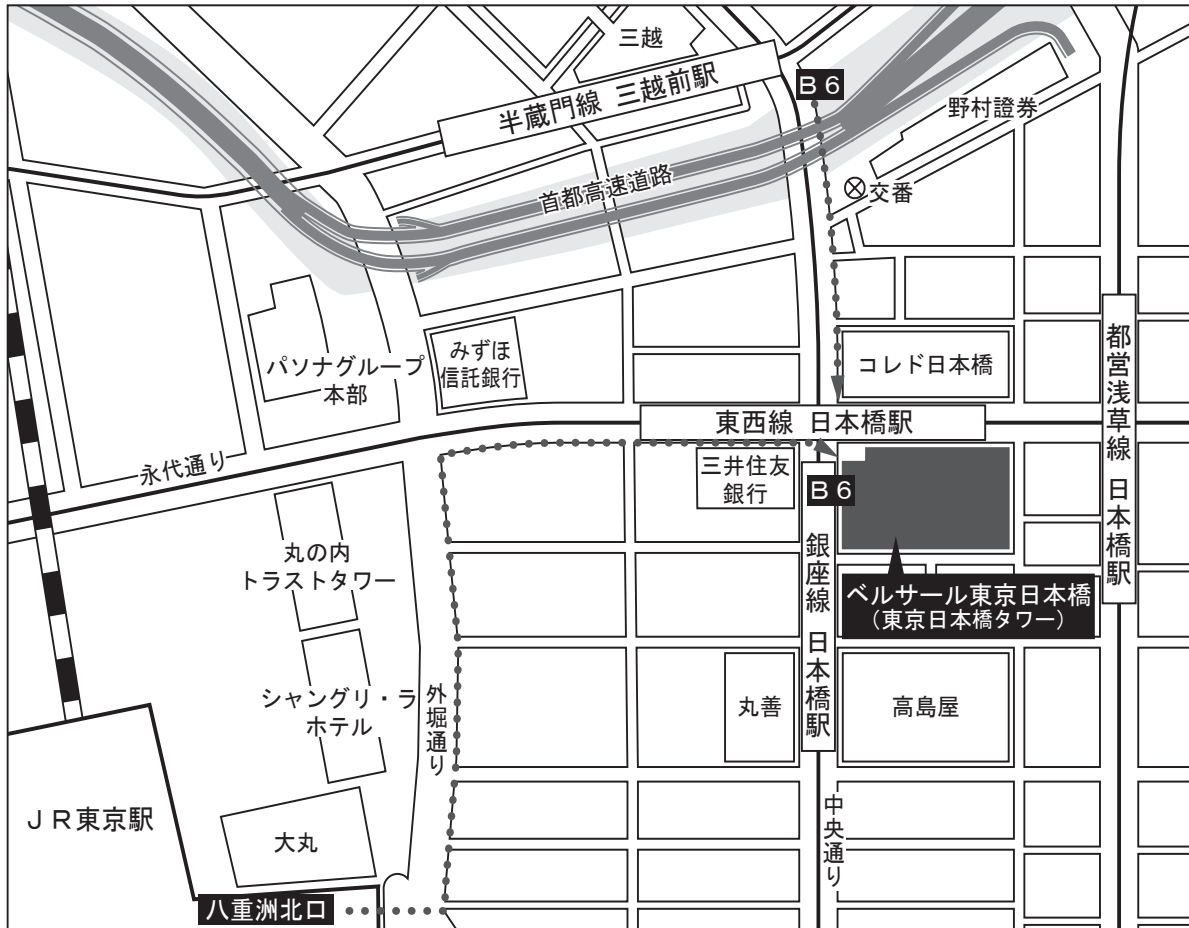 三越
半蔵門線 三越前駅
B6
野村證券
首都高速道路
交番
パソナグループ
本部
みずほ
信託銀行
コレド日本橋
都営浅草線 日本橋駅
東西線 日本橋駅
永代通り
三井住友
銀行
B6
丸の内
トラストタワー
銀座線 日本橋駅
ベルサール東京日本橋
(東京日本橋タワー)
シャングリ・ラ
ホテル
外堀通り
丸善
高島屋
JR東京駅
大丸
中央通り
八重洲北口